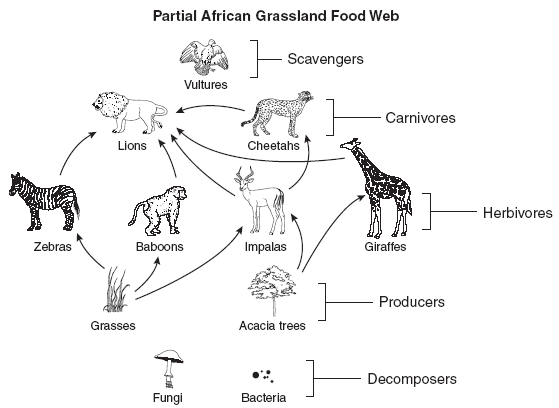 Partial African Grassland Food Web
Scavengers
Vultures
Carnivores
Lions
Cheetahs
Herbivores
Zebras
Baboons
Impalas
Giraffes
Producers
Grasses
Acacia trees
Decomposers
Fungi
Bacteria